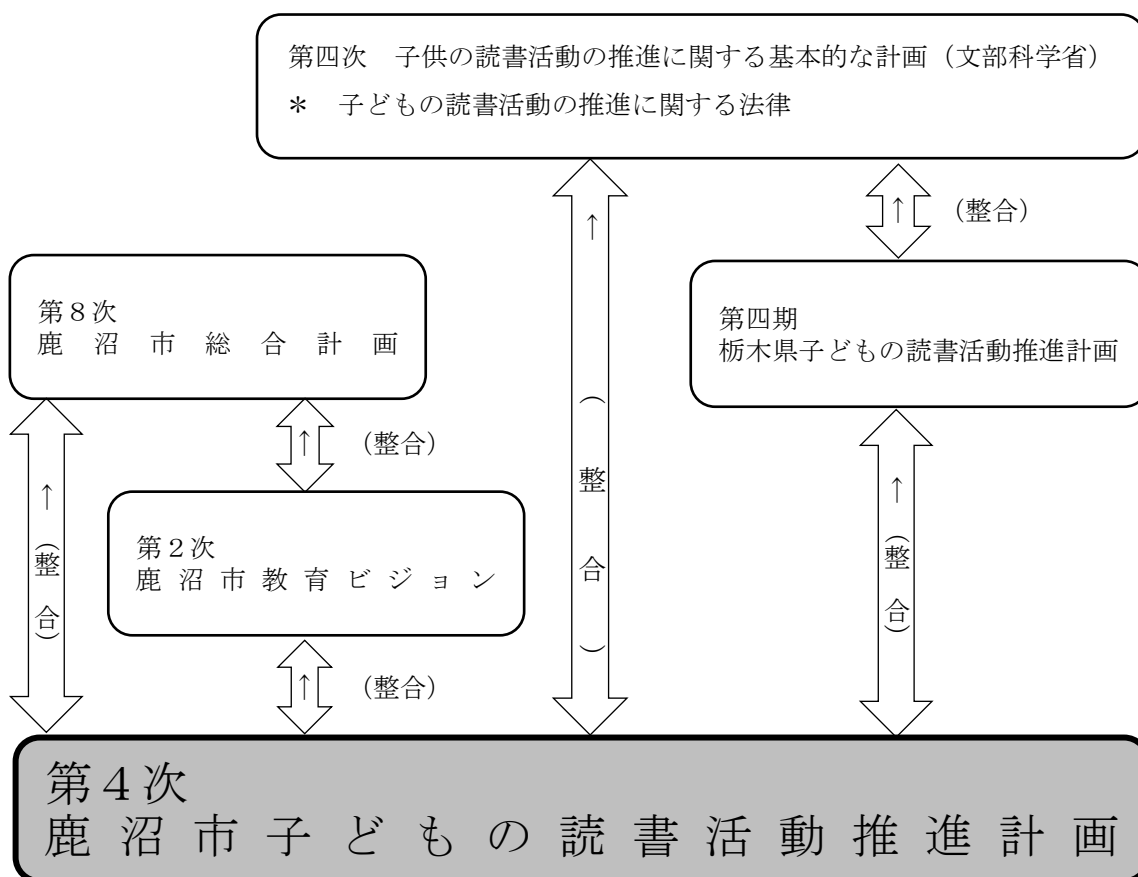 第四次　子供の読書活動の推進に関する基本的な計画（文部科学省）
＊　子どもの読書活動の推進に関する法律
↑
（整合）
↑
（整合）
第８次
鹿沼市総合計画
第四期
栃木県子どもの読書活動推進計画
↑
（整合）
↑
（整合）
↑
（整合）
第２次
鹿沼市教育ビジョン
↑
（整合）
第４次
鹿沼市子どもの読書活動推進計画